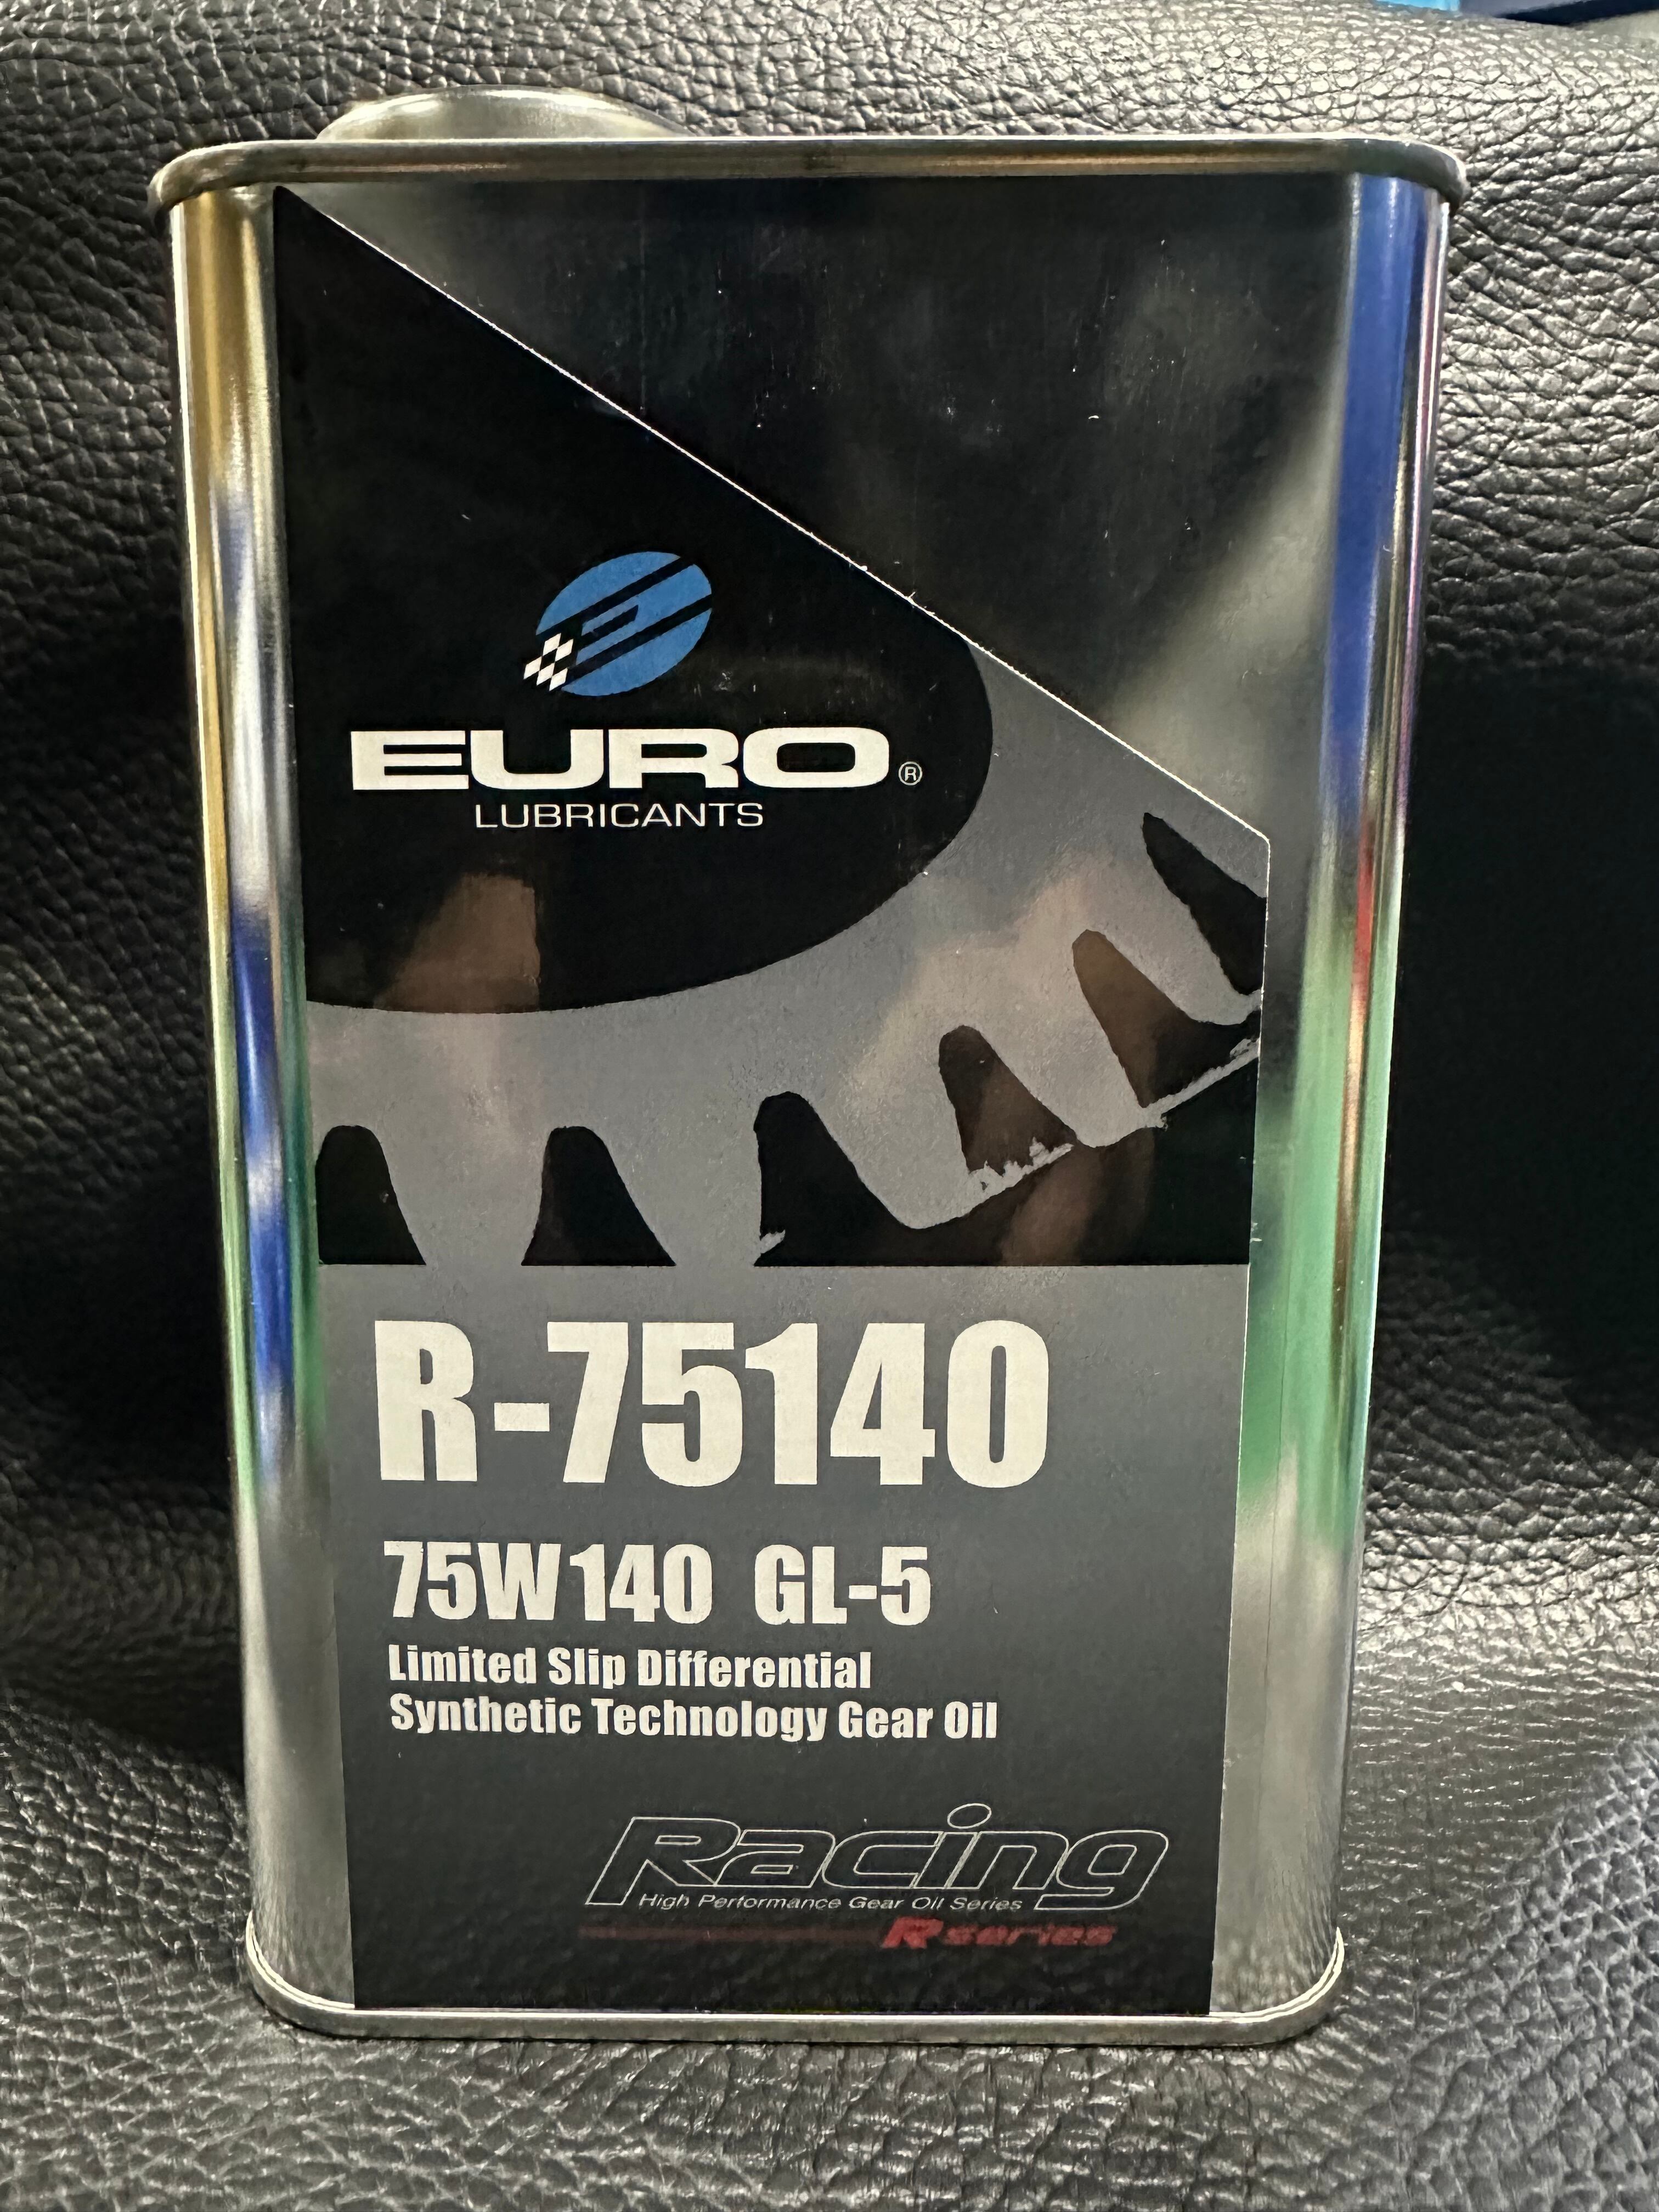 EURO®
LUBRICANTS
R-75140
75W140 GL-5
Limited Slip Differential
Synthetic Technology Gear Oil
Racing
High Performance Gear Oil Series
R series